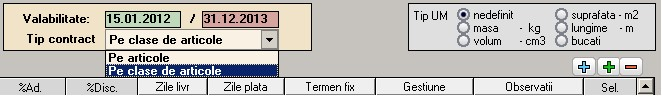 Valabilitate: 15.01.2012 / 31.12.2013
Tip contract Pe clase de articole
Pe articole
Pe clase de articole
Tip UM nedefinit suprafata - m2
masa - kg lungime - m
volum - cm3 bucati
%Ad. %Disc. Zile livr Zile plata Termen fix Gestiune Observatii Sel.